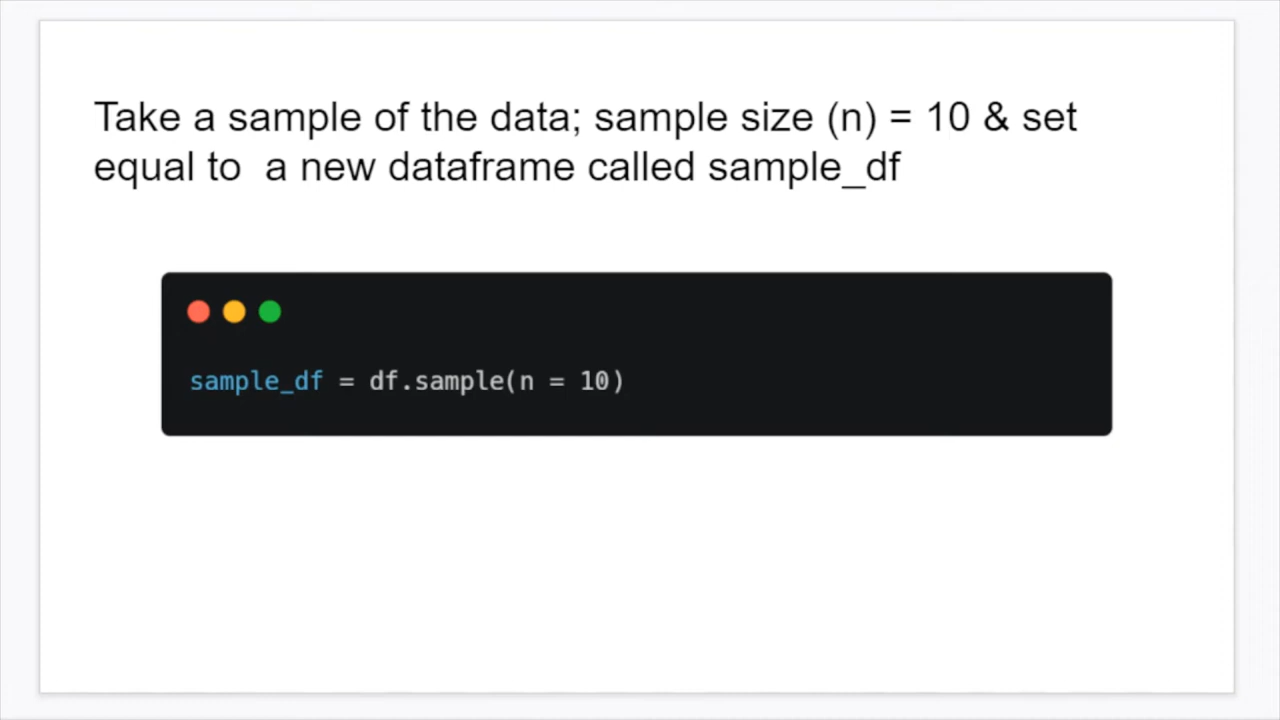 Take a sample of the data; sample size (n) = 10 & set
equal to  a new dataframe called sample_df
sample_df = df.sample(n = 10)